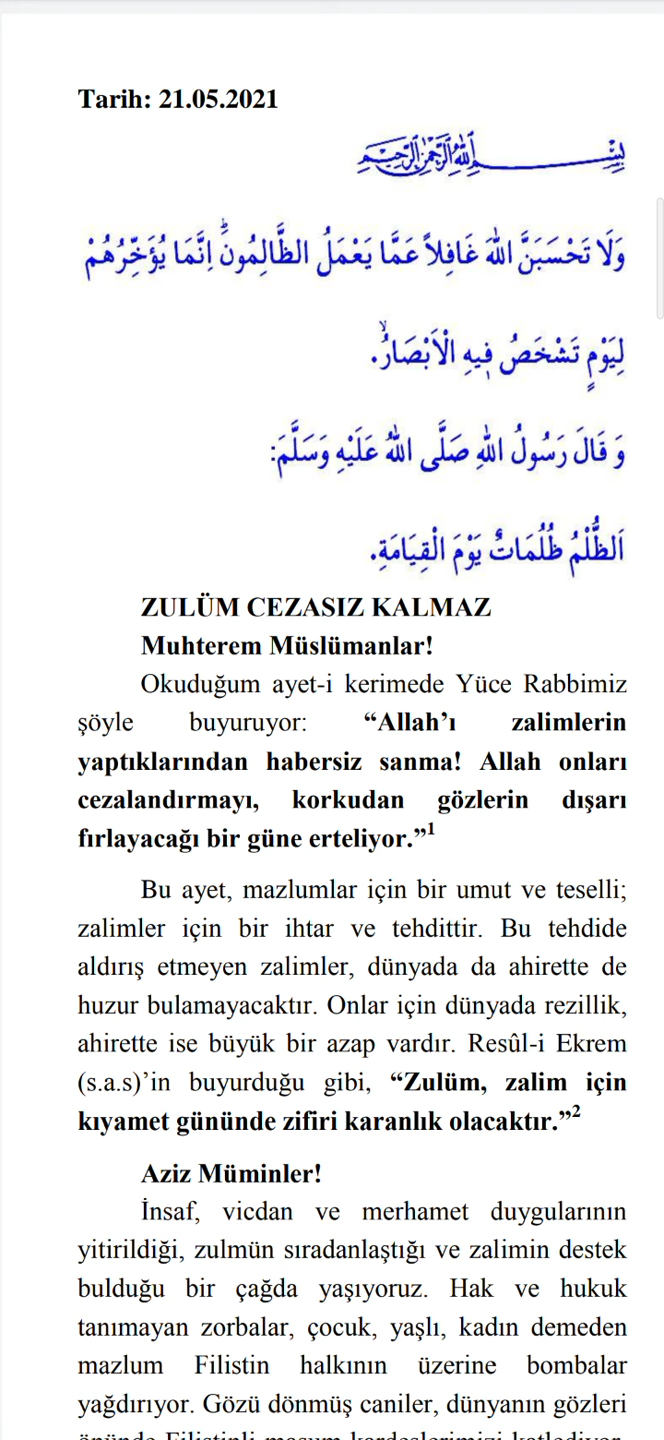 Tarih: 21.05.2021
بِسْــــــــمِ اللّٰهِ الرَّحْمٰنِ الرَّحِيمِ
وَلَا تَحْسَبَنَّ اللّٰهَ غَافِلاً عَمَّا يَعْمَلُ الظَّالِمُونَۜ اِنَّمَا يُؤَخِّرُهُمْ
لِيَوْمٍ تَشْخَصُ ف۪يهِ الْاَبْصَارُۙ.
وَ قَالَ رَسُولُ اللّٰهِ صَلَّى اللّٰهُ عَلَيْهِ وَسَلَّمَ:
اَلظُّلْمُ ظُلُمَاتٌ يَوْمَ الْقِيَامَةِ.
ZULÜM CEZASIZ KALMAZ
Muhterem Müslümanlar!
Okuduğum ayet-i kerimede Yüce Rabbimiz
şöyle buyuruyor: “Allah’ı zalimlerin
yaptıklarından habersiz sanma! Allah onları
cezalandırmayı, korkudan gözlerin dışarı
fırlayacağı bir güne erteliyor.”1
Bu ayet, mazlumlar için bir umut ve teselli;
zalimler için bir ihtar ve tehdittir. Bu tehdide
aldırış etmeyen zalimler, dünyada da ahirette de
huzur bulamayacaktır. Onlar için dünyada rezillik,
ahirette ise büyük bir azap vardır. Resûl-i Ekrem
(s.a.s)’in buyurduğu gibi, “Zulüm, zalim için
kıyamet gününde zifiri karanlık olacaktır.”2
Aziz Müminler!
İnsaf, vicdan ve merhamet duygularının
yitirildiği, zulmün sıradanlaştığı ve zalimin destek
bulduğu bir çağda yaşıyoruz. Hak ve hukuk
tanımayan zorbalar, çocuk, yaşlı, kadın demeden
mazlum Filistin halkının üzerine bombalar
yağdırıyor. Gözü dönmüş caniler, dünyanın gözleri